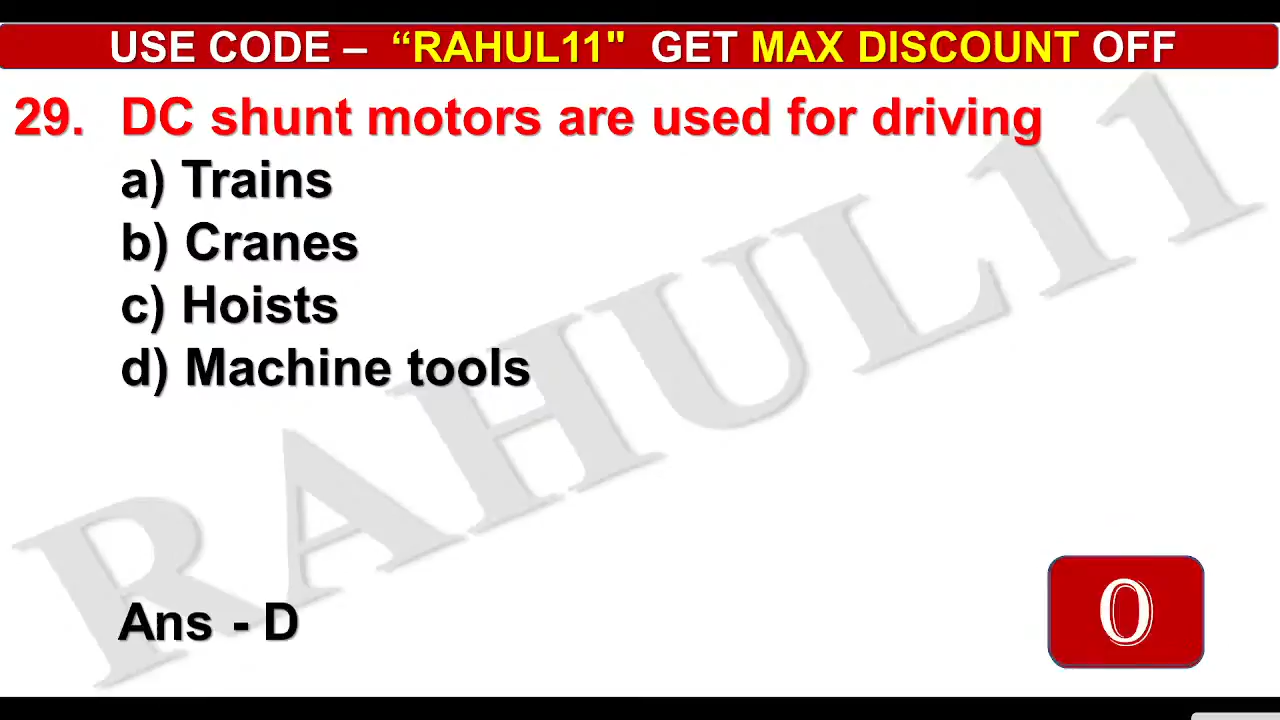 USE CODE – “RAHUL11" GET MAX DISCOUNT OFF
29. DC shunt motors are used for driving
a) Trains
b) Cranes
c) Hoists
d) Machine tools
RAHUL11
Ans - D
0